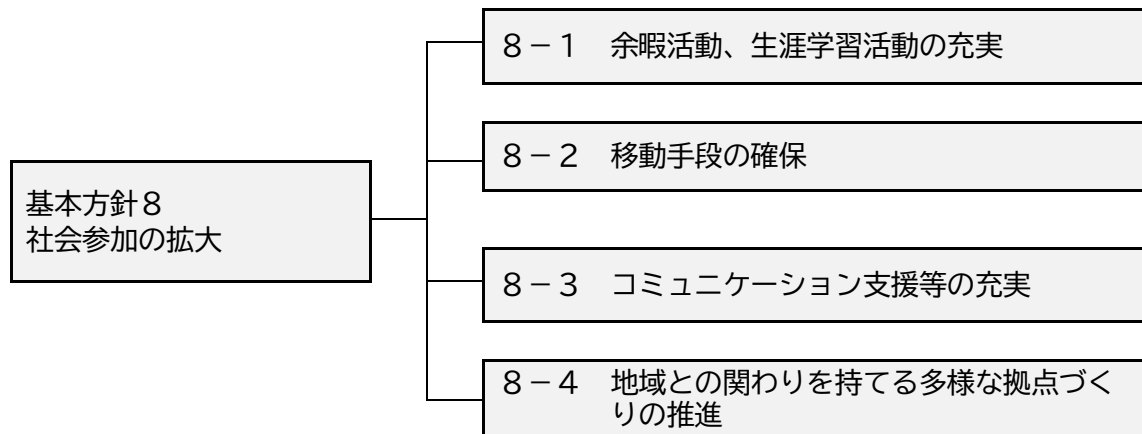 8－1　余暇活動、生涯学習活動の充実
8－2　移動手段の確保
基本方針8
社会参加の拡大
8－3　コミュニケーション支援等の充実
8－4　地域との関わりを持てる多様な拠点づく
りの推進